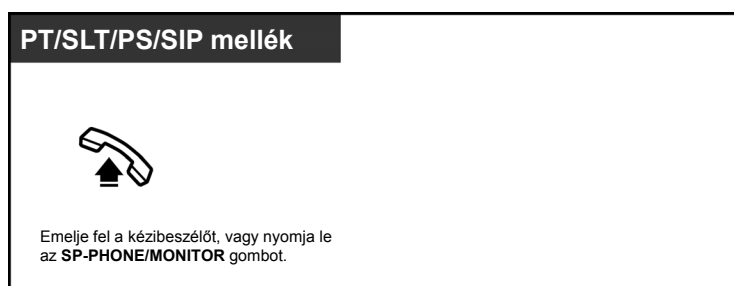 PT/SLT/PS/SIP mellék
Emelje fel a kézibeszélőt, vagy nyomja le
az SP-PHONE/MONITOR gombot.